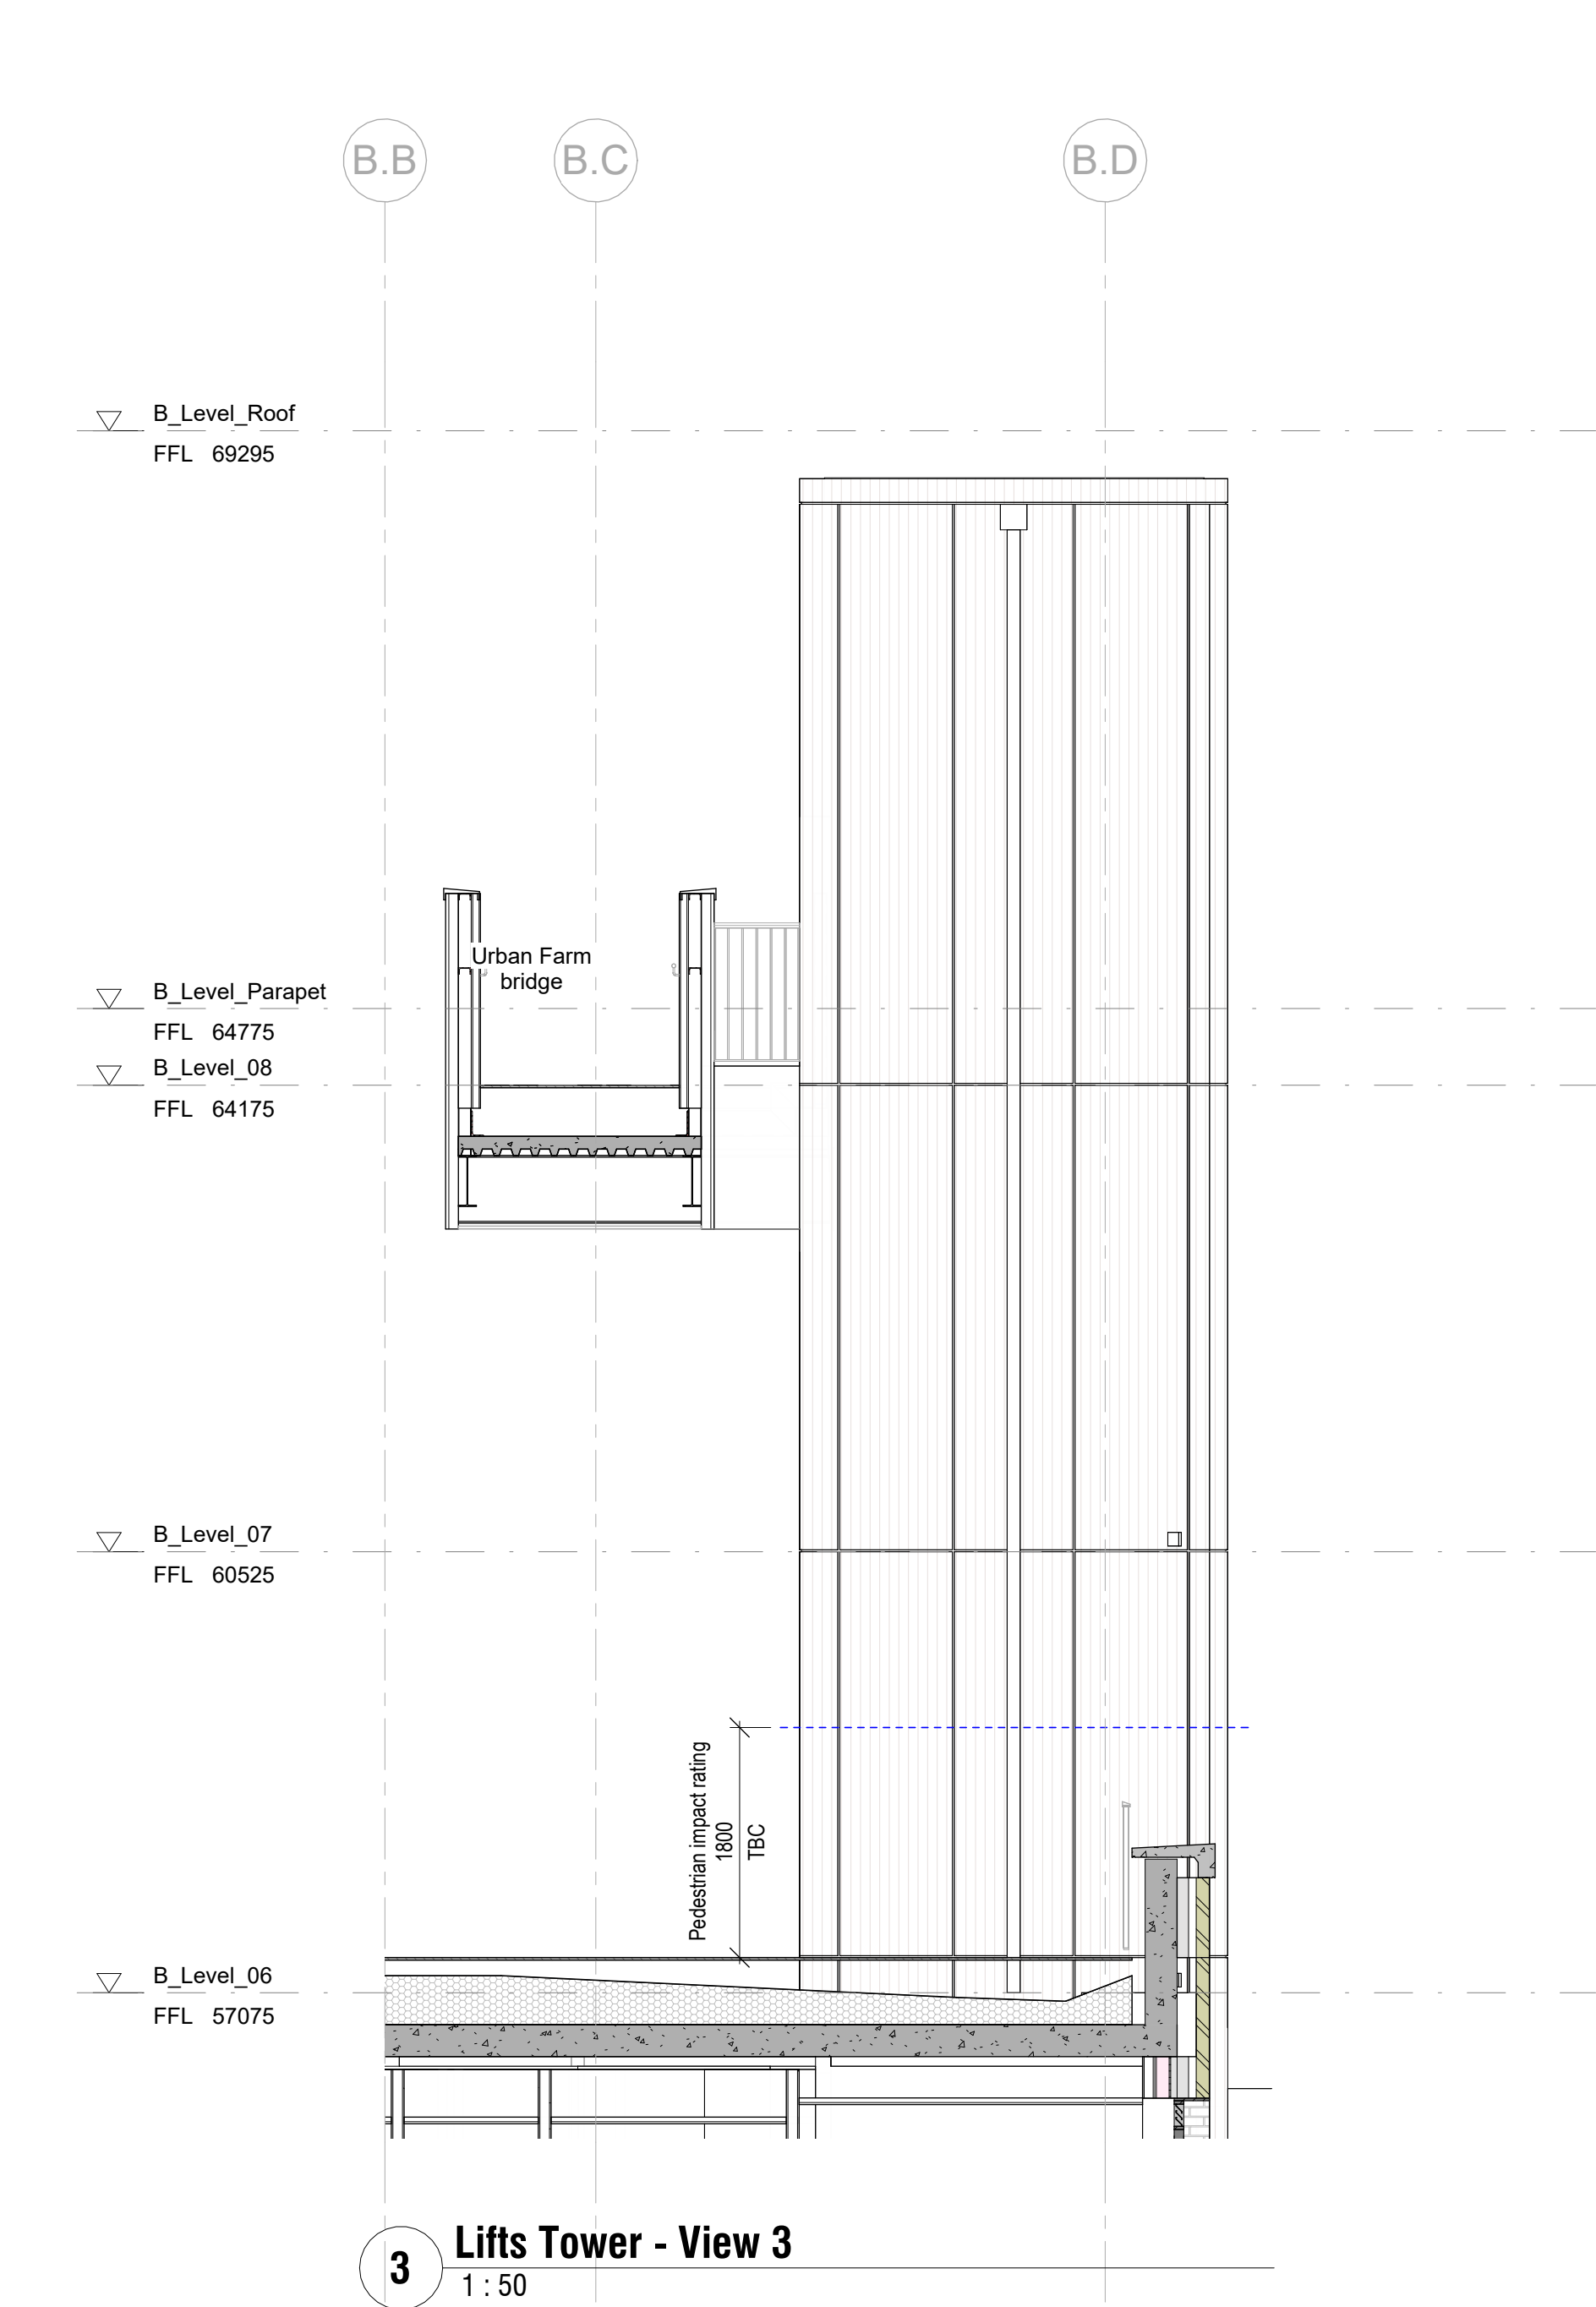 B.B
B.C
B.D
B_Level_Roof
FFL 69295
Urban Farm
bridge
B_Level_Parapet
FFL 64775
B_Level_08
FFL 64175
B_Level_07
FFL 60525
Pedestrian impact rating
1800
TBC
B_Level_06
FFL 57075
3
Lifts Tower - View 3
1 : 50